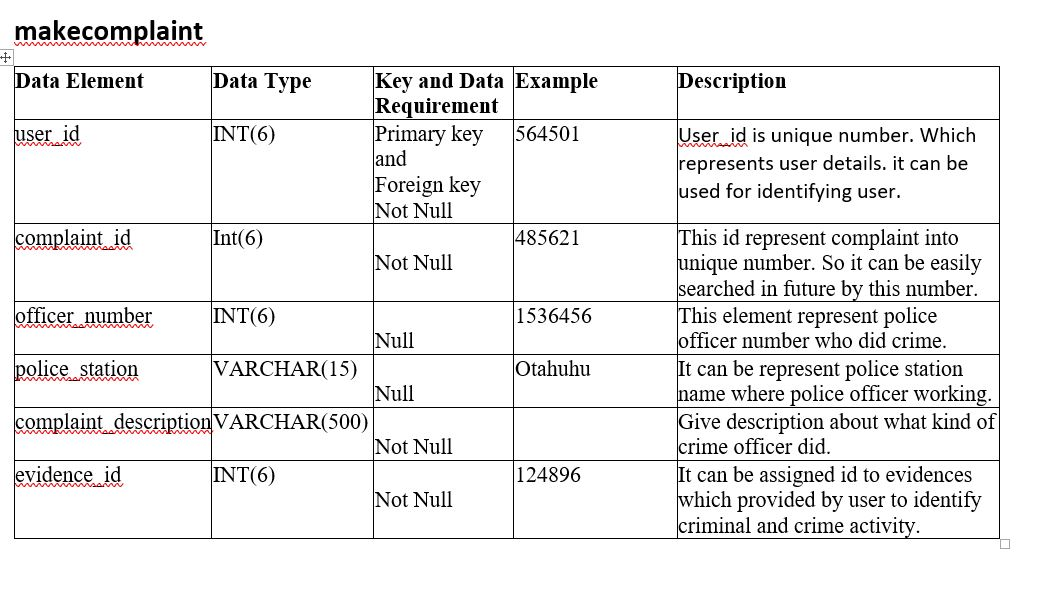 makecomplaint
Data Element Data Type Key and Data Requirement Example Description
user_id INT(6) Primary key 564501 User_id is unique number. Which
and represents user details. it can be
Foreign key used for identifying user.
Not Null
complaint_id Int(6) 485621 This id represent complaint into
Not Null unique number. So it can be easily
searched in future by this number.
officer_number INT(6) 1536456 This element represent police
Null officer number who did crime.
police_station VARCHAR(15) Otahuhu It can be represent police station
Null name where police officer working.
complaint_description VARCHAR(500) Give description about what kind of
Not Null crime officer did.
evidence_id INT(6) 124896 It can be assigned id to evidences
Not Null which provided by user to identify
criminal and crime activity.